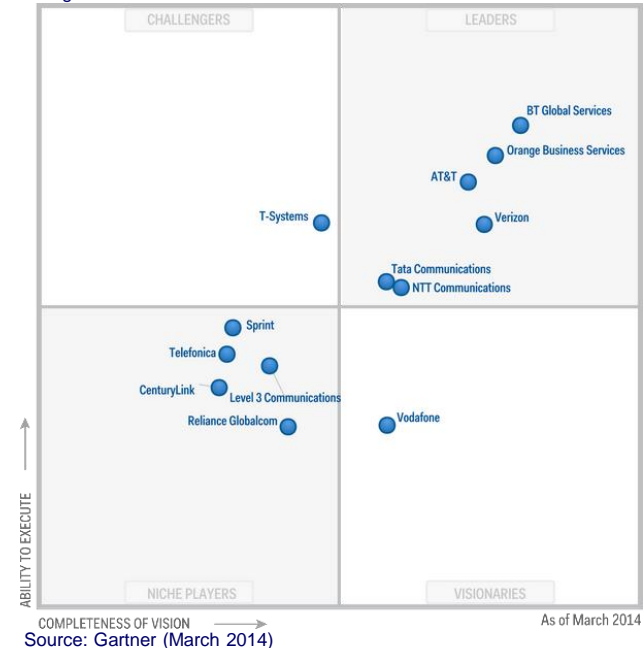 CHALLENGERS
LEADERS
BT Global Services
Orange Business Services
AT&T
T-Systems
Verizon
Tata Communications
NTT Communications
Sprint
Telefonica
CenturyLink
Level 3 Communications
Reliance Globalcom
Vodafone
ABILITY TO EXECUTE
NICHE PLAYERS
VISIONARIES
COMPLETENESS OF VISION
As of March 2014
Source: Gartner (March 2014)